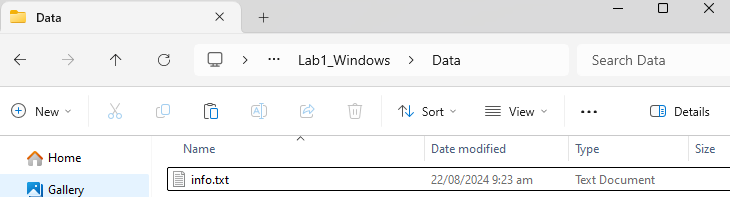 Data
Lab1_Windows Data Search Data
New Sort View Details
Home Name Date modified Type Size
Gallery info.txt 22/08/2024 9:23 am Text Document